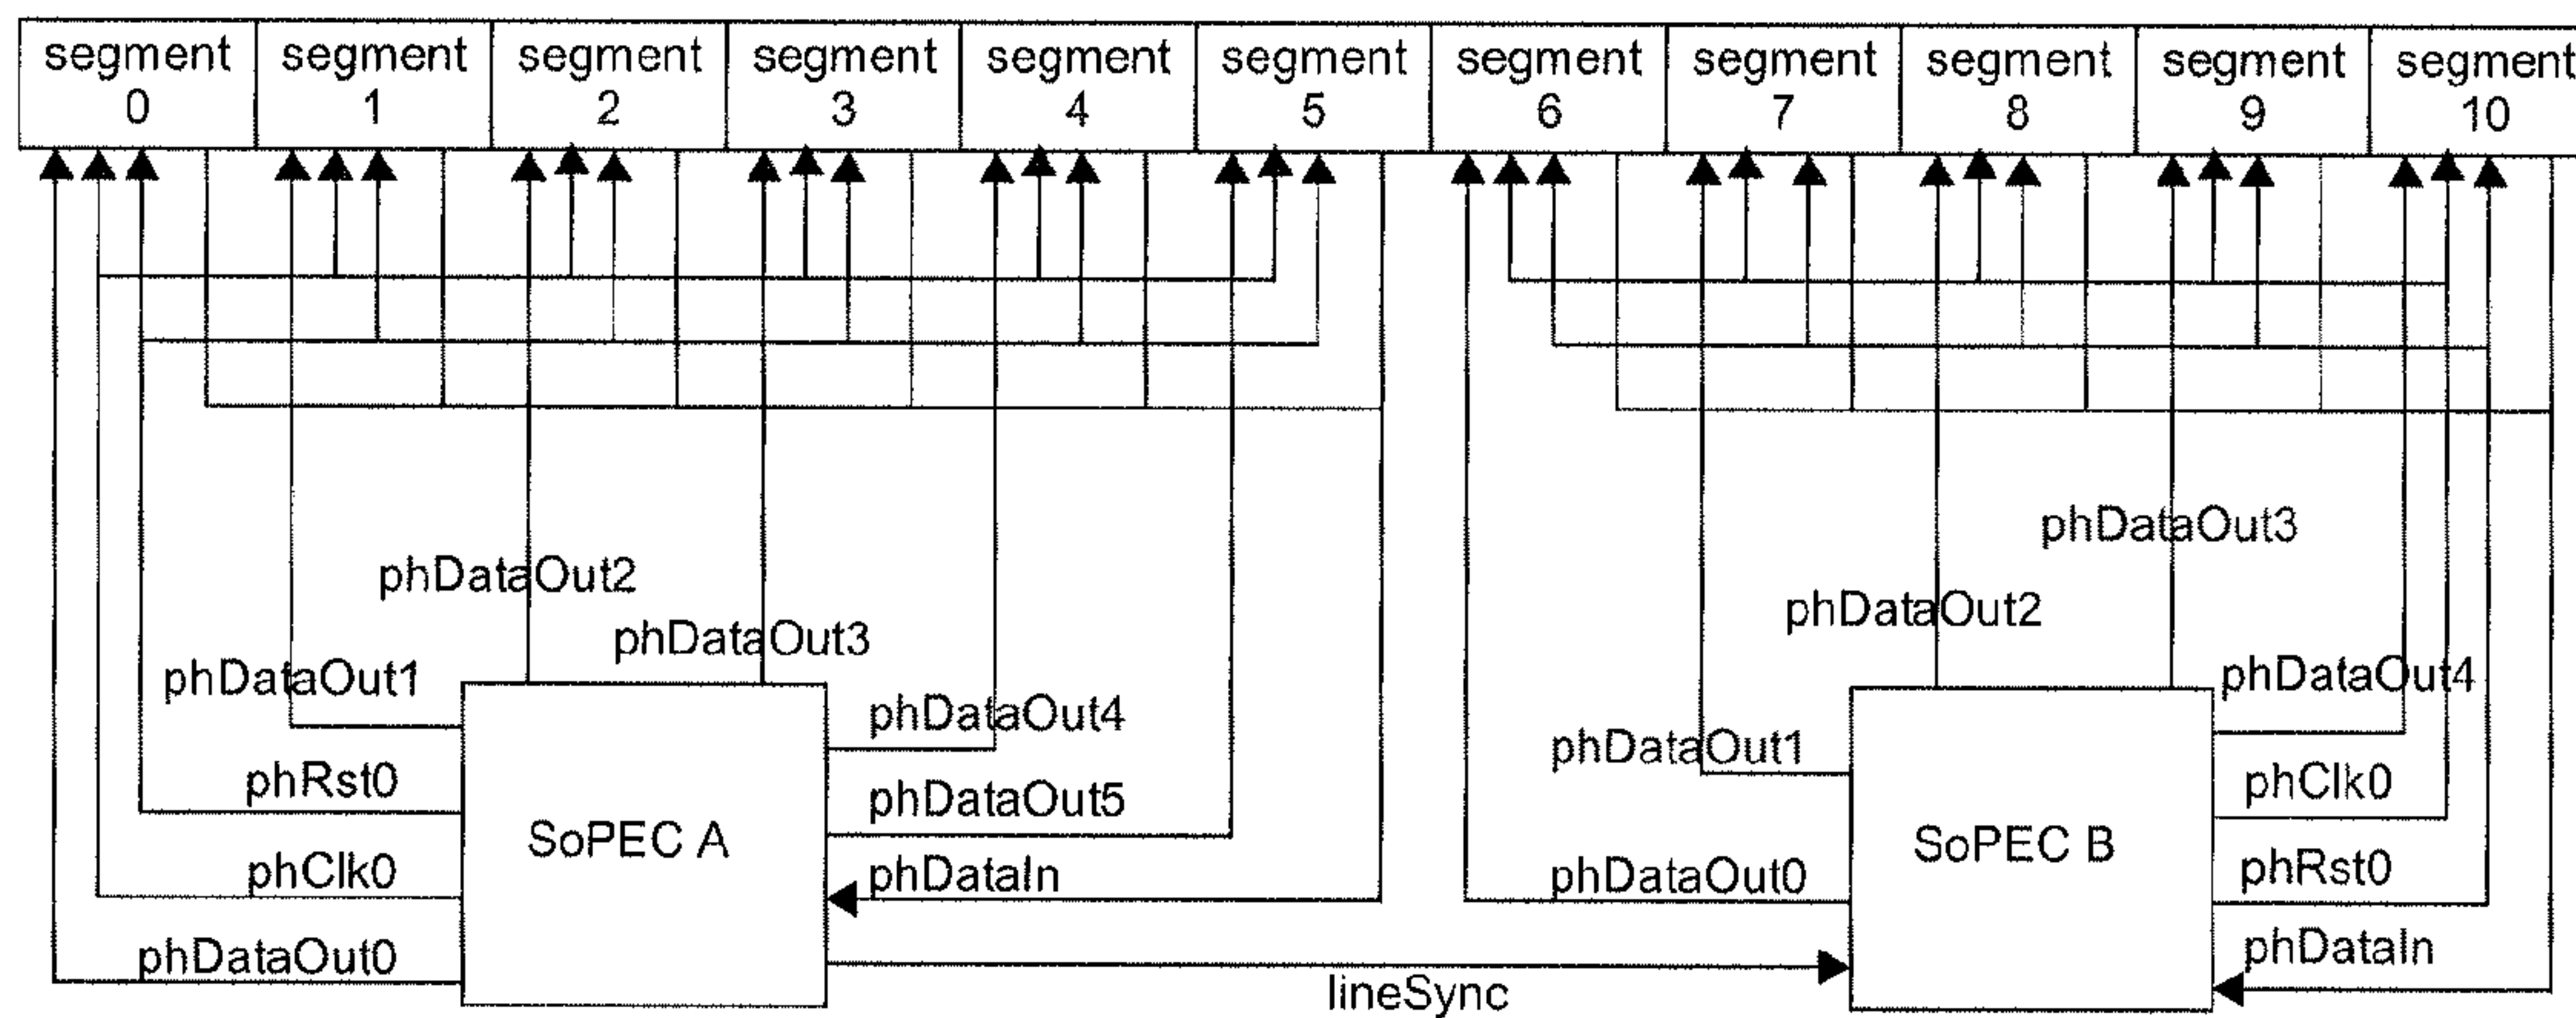 segment segment segment segment segment segment segment segment segment segment segment
0 1 2 3 4 5 6 7 8 9 10
phDataOut3
phDataOut2
phDataOut2
phDataOut3
phDataOut1
phDataOut4
phDataOut4
phDataOut1
phRst0
phClk0
phDataOut5
SoPEC A
SoPEC B
phClk0
phDataIn
phDataOut0
phRst0
phDataOut0
phDataIn
lineSync